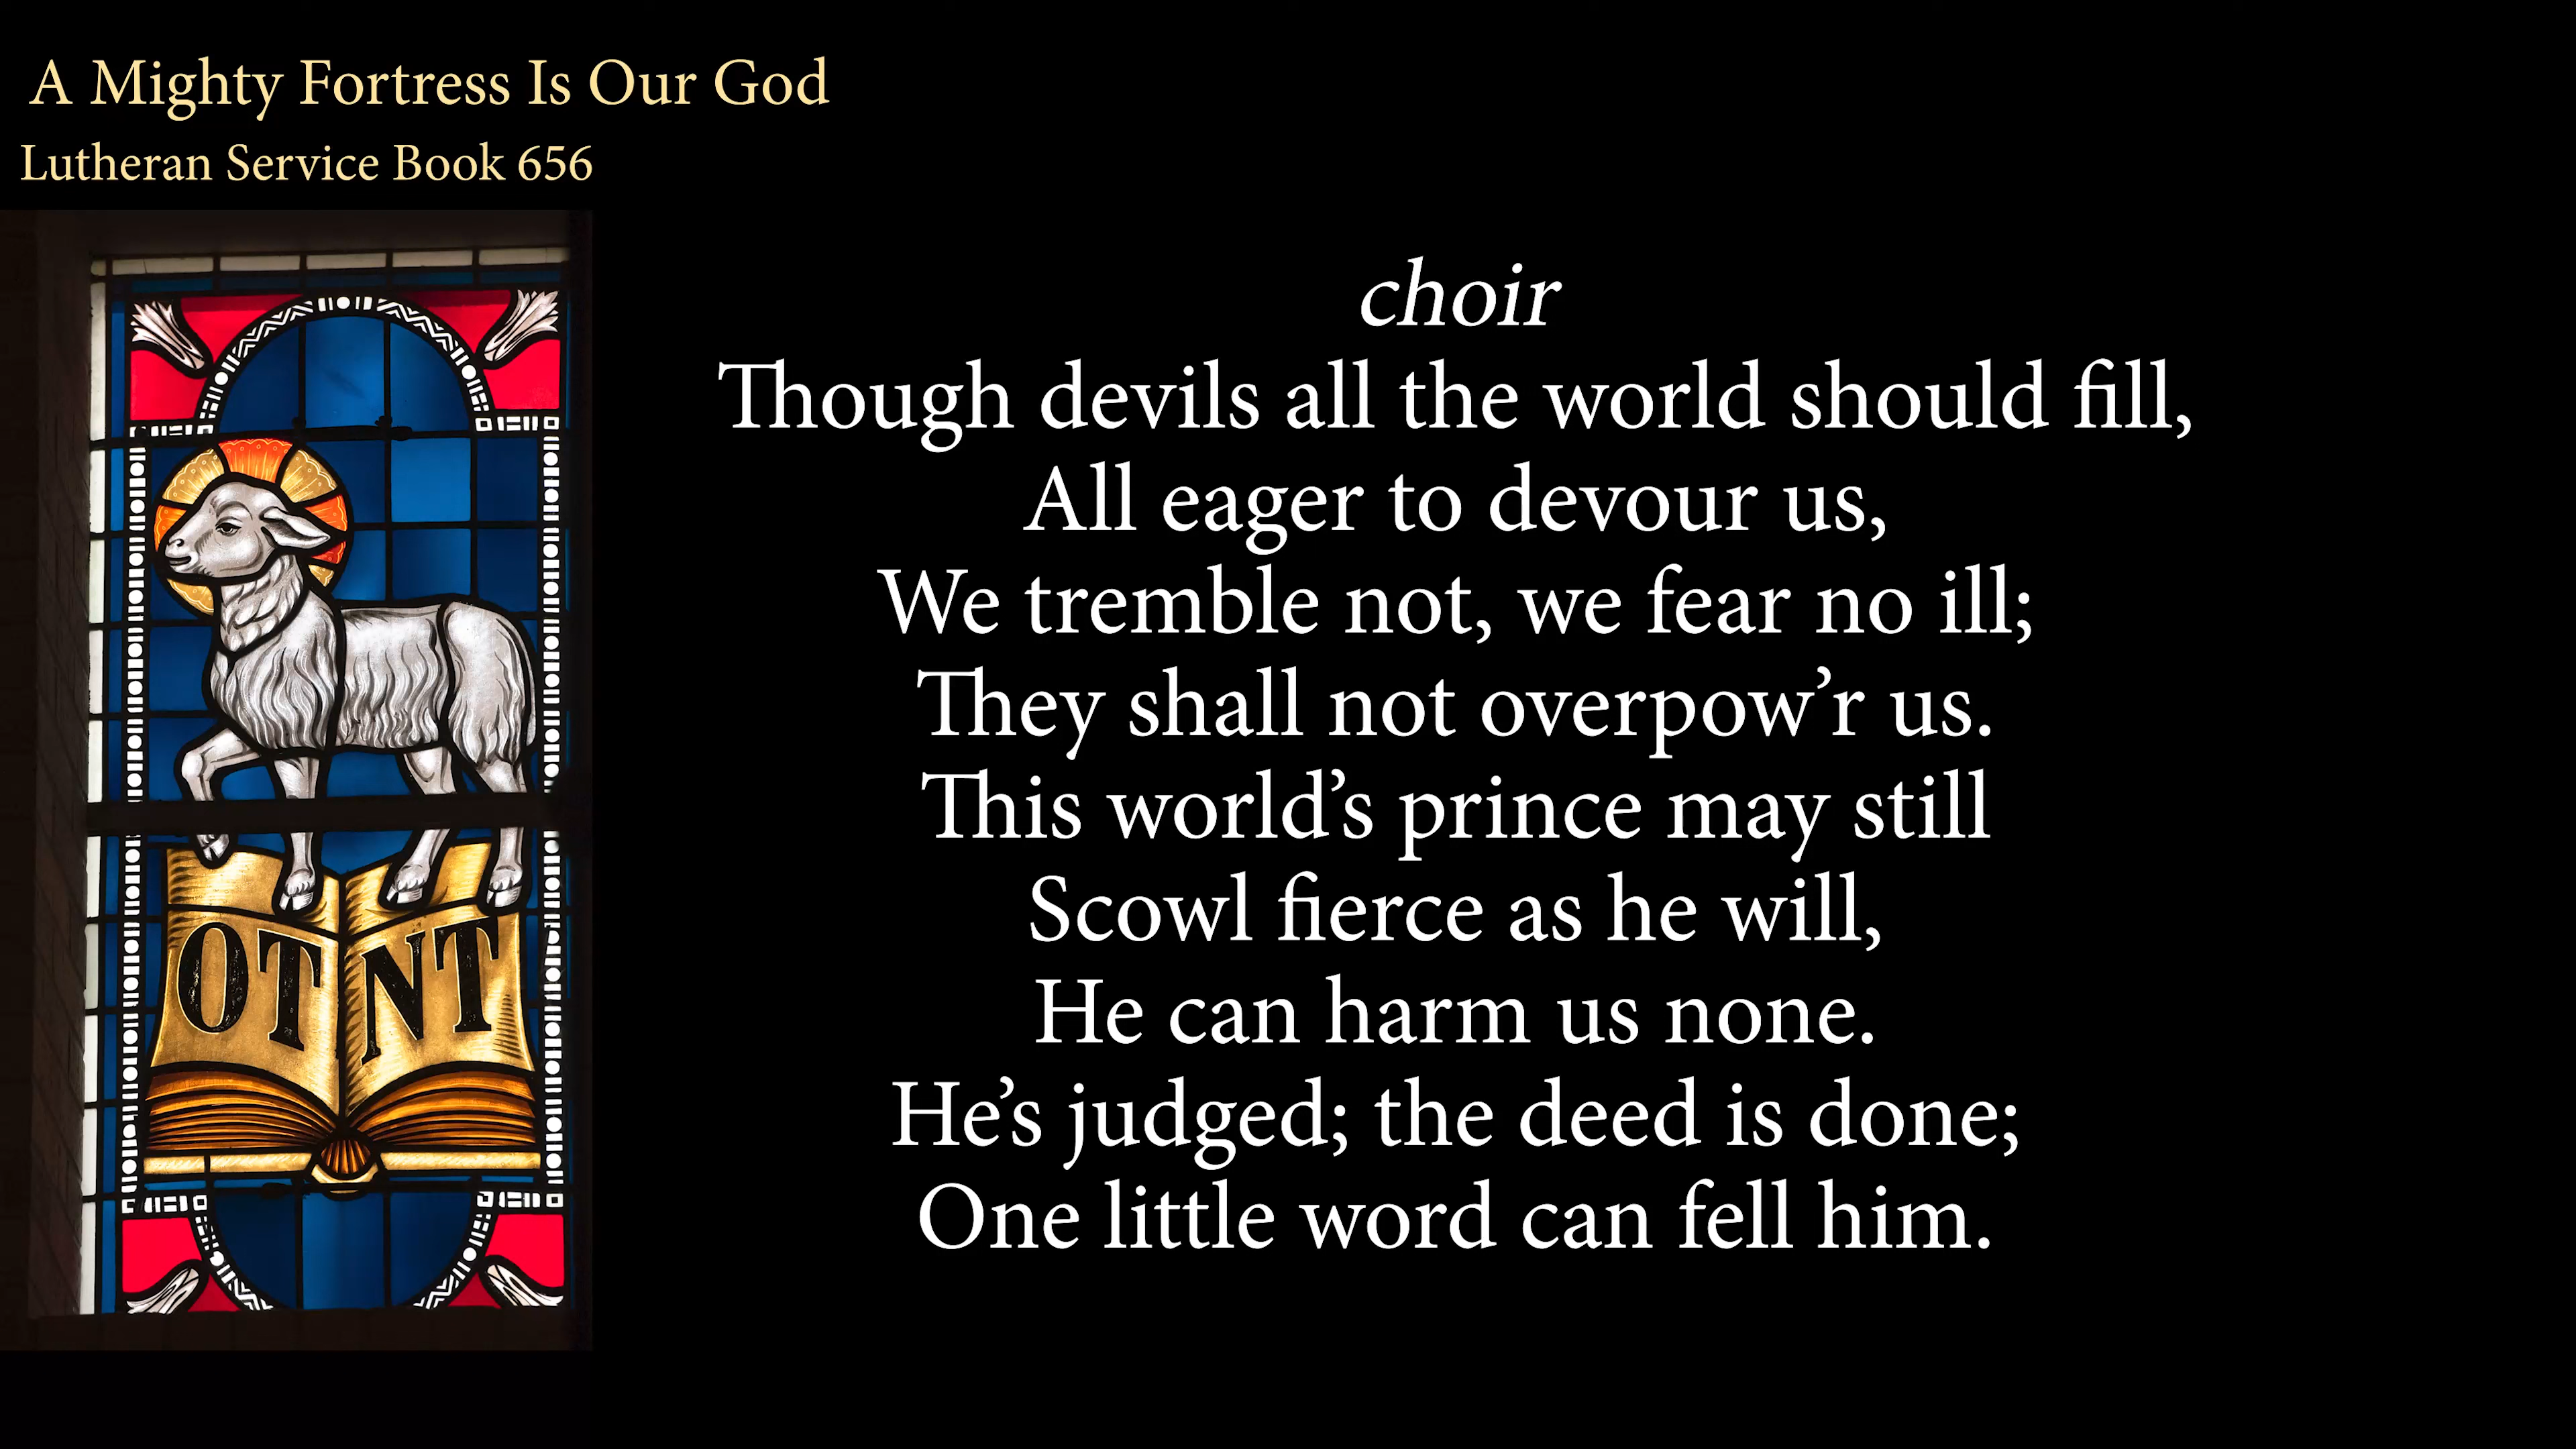 A Mighty Fortress Is Our God
Lutheran Service Book 656
choir
Though devils all the world should fill,
All eager to devour us,
We tremble not, we fear no ill;
They shall not overpow’r us.
This world’s prince may still
Scowl fierce as he will,
He can harm us none.
He’s judged; the deed is done;
One little word can fell him.
OT NT